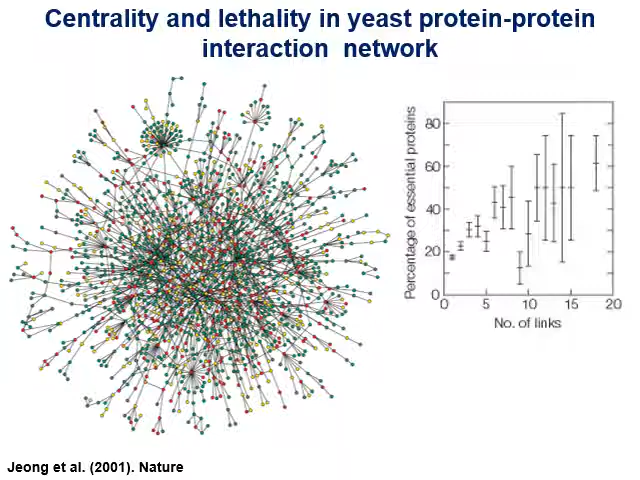 Centrality and lethality in yeast protein-protein
interaction network
Percentage of essential proteins
80
60
40
20
0
0 5 10 15 20
No. of links
Jeong et al. (2001). Nature